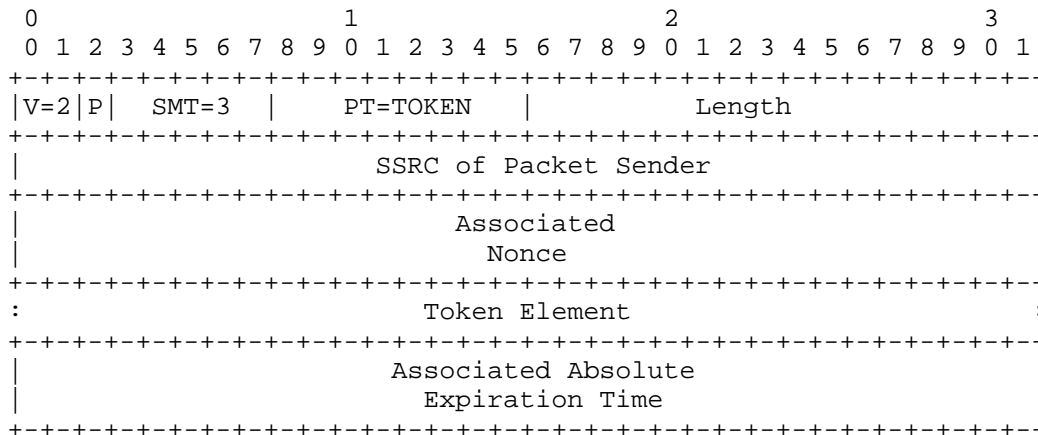 0                   1                   2                   3
 0 1 2 3 4 5 6 7 8 9 0 1 2 3 4 5 6 7 8 9 0 1 2 3 4 5 6 7 8 9 0 1
+-+-+-+-+-+-+-+-+-+-+-+-+-+-+-+-+-+-+-+-+-+-+-+-+-+-+-+-+-+-+-+-
|V=2|P|  SMT=3  |    PT=TOKEN   |          Length
+-+-+-+-+-+-+-+-+-+-+-+-+-+-+-+-+-+-+-+-+-+-+-+-+-+-+-+-+-+-+-+-
|                      SSRC of Packet Sender
+-+-+-+-+-+-+-+-+-+-+-+-+-+-+-+-+-+-+-+-+-+-+-+-+-+-+-+-+-+-+-+-
|                           Associated
|                             Nonce
+-+-+-+-+-+-+-+-+-+-+-+-+-+-+-+-+-+-+-+-+-+-+-+-+-+-+-+-+-+-+-+-
:                         Token Element                         :
+-+-+-+-+-+-+-+-+-+-+-+-+-+-+-+-+-+-+-+-+-+-+-+-+-+-+-+-+-+-+-+-
|                       Associated Absolute
|                         Expiration Time
+-+-+-+-+-+-+-+-+-+-+-+-+-+-+-+-+-+-+-+-+-+-+-+-+-+-+-+-+-+-+-+-